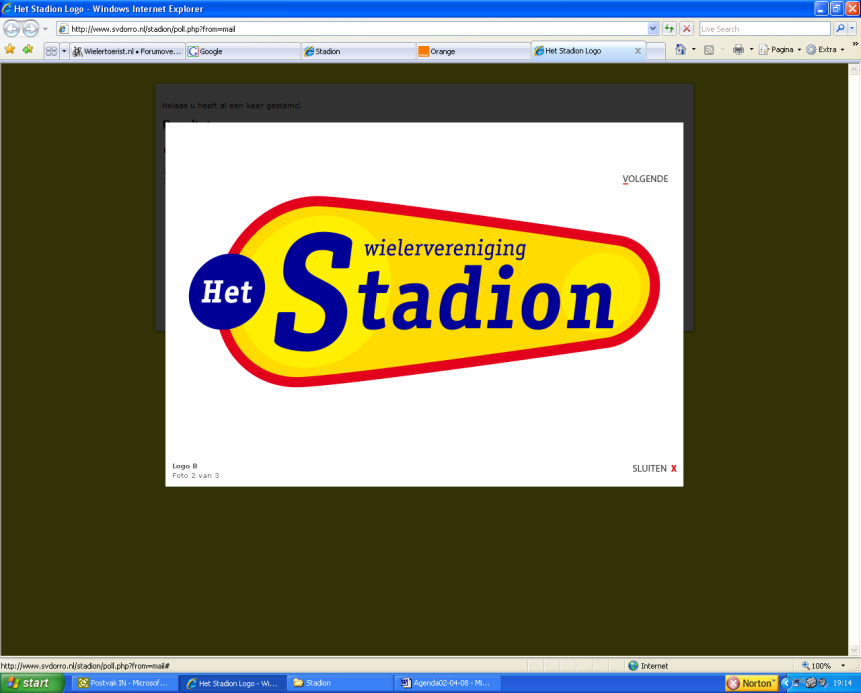 Het Stadion Logo - Windows Internet Explorer
http://www.svdorro.nl/stadion/poll.php?from=mail
Live Search
Wielertoerist.nl • Forumove...
Google
Stadion
Orange
Het Stadion Logo
Pagina
Extra
Helaas u heeft al een keer gestemd.
VOLGENDE
Het
wielervereniging
Stadion
Logo B
Foto 2 van 3
SLUITEN X
http://www.svdorro.nl/stadion/poll.php?from=mail#
Internet
100%
start
Postvak IN - Microsof...
Het Stadion Logo - Wi...
Stadion
Agenda02-04-08 - Mi...
Norton™
19:14